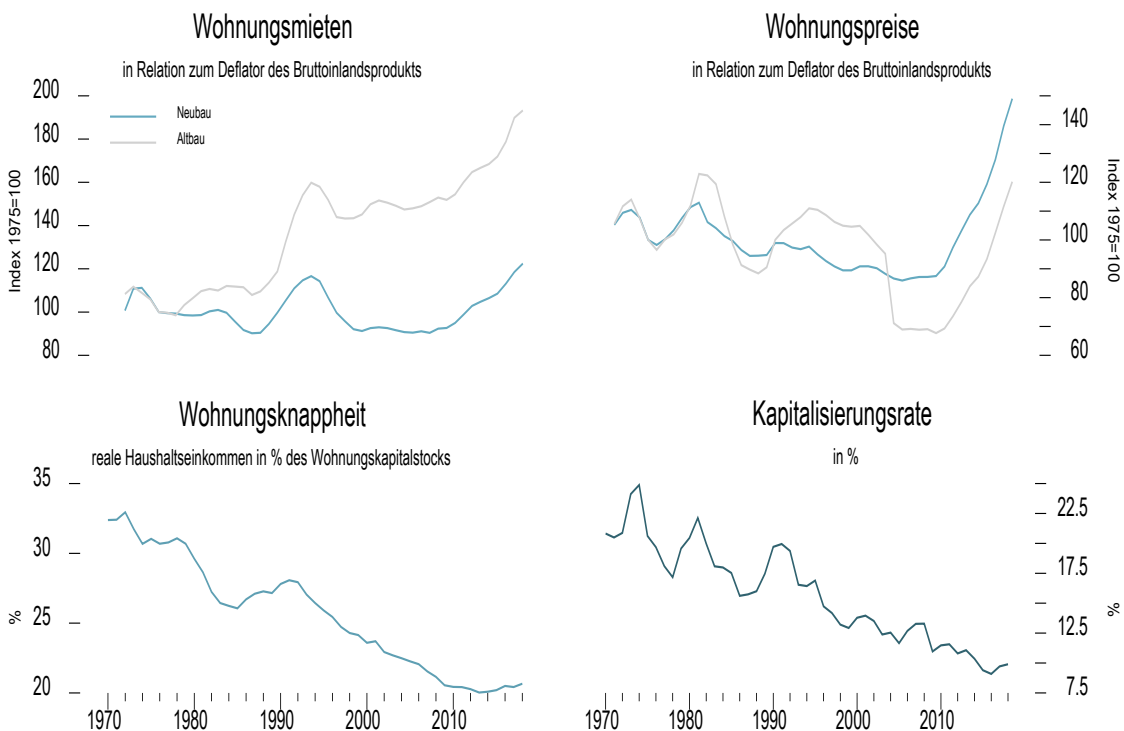 Wohnungsmieten
in Relation zum Deflator des Bruttoinlandsprodukts
200
180
160
140
120
100
80
Index 1975=100
Neubau
Altbau
Wohnungspreise
in Relation zum Deflator des Bruttoinlandsprodukts
140
120
100
80
60
Index 1975=100
Wohnungsknappheit
reale Haushaltseinkommen in % des Wohnungskapitalstocks
35
30
25
20
%
1970 1980 1990 2000 2010
Kapitalisierungsrate
in %
22.5
17.5
12.5
7.5
%
1970 1980 1990 2000 2010